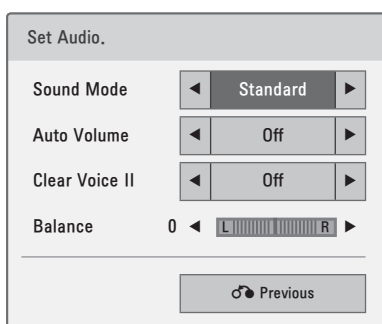 Set Audio.
Sound Mode ◀ Standard ▶
Auto Volume ◀ Off ▶
Clear Voice II ◀ Off ▶
Balance 0 ◀ L R ▶
Previous